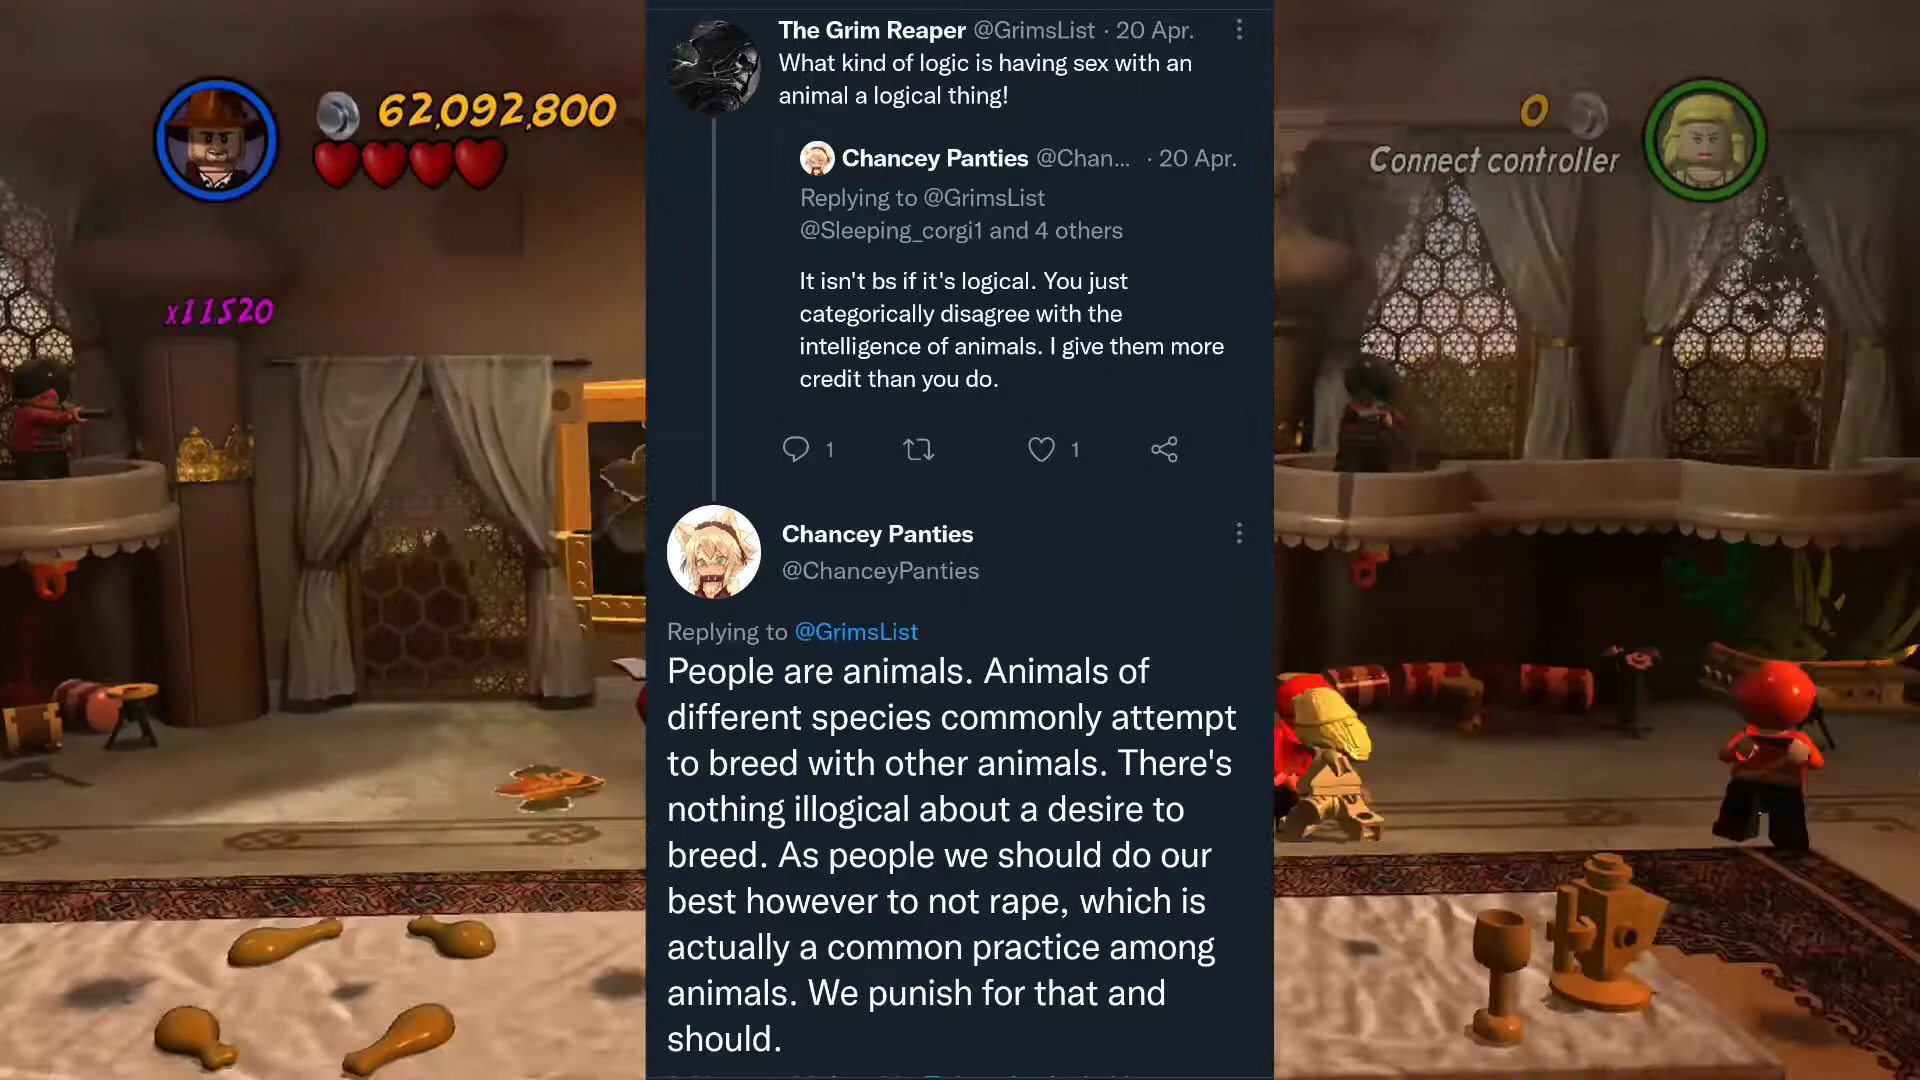 62,092,800
x11520
The Grim Reaper @GrimsList · 20 Apr.
What kind of logic is having sex with an
animal a logical thing!
Chancey Panties @Chan... · 20 Apr.
Replying to @GrimsList
@Sleeping_corgi1 and 4 others
It isn't bs if it's logical. You just
categorically disagree with the
intelligence of animals. I give them more
credit than you do.
1 1
Chancey Panties
@ChanceyPanties
Replying to @GrimsList
People are animals. Animals of
different species commonly attempt
to breed with other animals. There's
nothing illogical about a desire to
breed. As people we should do our
best however to not rape, which is
actually a common practice among
animals. We punish for that and
should.
0
Connect controller